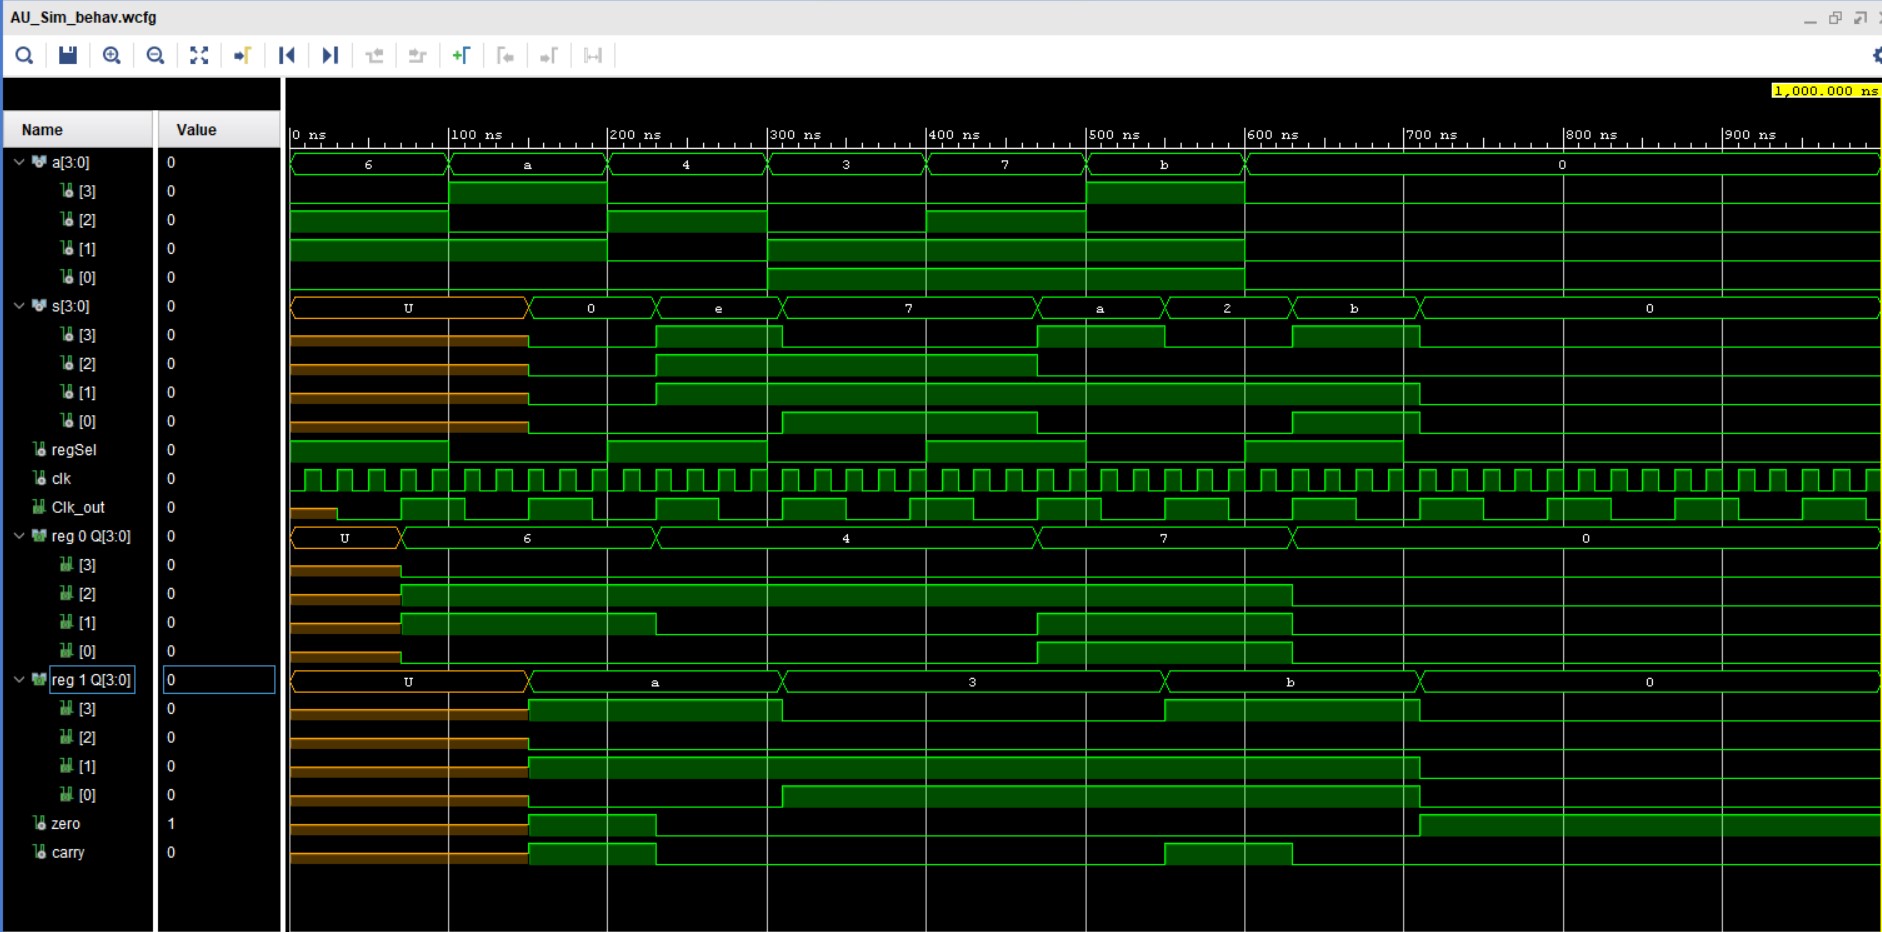 AU_Sim_behav.wcfg
1,000.000 ns
Name Value 0 ns 100 ns 200 ns 300 ns 400 ns 500 ns 600 ns 700 ns 800 ns 900 ns
a[3:0] 0 6 a 4 3 7 b 0
[3] 0
[2] 0
[1] 0
[0] 0
s[3:0] 0 U 0 e 7 a 2 b 0
[3] 0
[2] 0
[1] 0
[0] 0
regSel 0
clk 0
Clk_out 0
reg 0 Q[3:0] 0 U 6 4 7 0
[3] 0
[2] 0
[1] 0
[0] 0
reg 1 Q[3:0] 0 U a 3 b 0
[3] 0
[2] 0
[1] 0
[0] 0
zero 1
carry 0